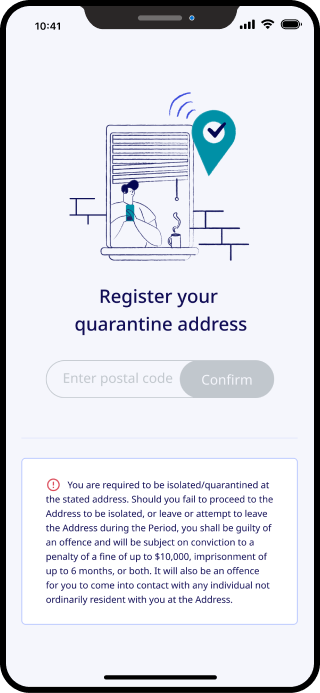 10:41
Register your
quarantine address
Enter postal code
Confirm
You are required to be isolated/quarantined at
the stated address. Should you fail to proceed to the
Address to be isolated, or leave or attempt to leave
the Address during the Period, you shall be guilty of
an offence and will be subject on conviction to a
penalty of a fine of up to $10,000, imprisonment of
up to 6 months, or both. It will also be an offence
for you to come into contact with any individual not
ordinarily resident with you at the Address.